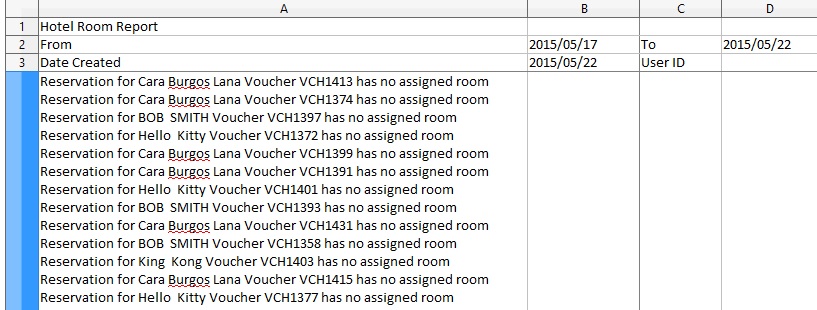 A B C D
1 Hotel Room Report
2 From 2015/05/17 To 2015/05/22
3 Date Created 2015/05/22 User ID
Reservation for Cara Burgos Lana Voucher VCH1413 has no assigned room
Reservation for Cara Burgos Lana Voucher VCH1374 has no assigned room
Reservation for BOB  SMITH Voucher VCH1397 has no assigned room
Reservation for Hello  Kitty Voucher VCH1372 has no assigned room
Reservation for Cara Burgos Lana Voucher VCH1399 has no assigned room
Reservation for Cara Burgos Lana Voucher VCH1391 has no assigned room
Reservation for Hello  Kitty Voucher VCH1401 has no assigned room
Reservation for BOB  SMITH Voucher VCH1393 has no assigned room
Reservation for Cara Burgos Lana Voucher VCH1431 has no assigned room
Reservation for BOB  SMITH Voucher VCH1358 has no assigned room
Reservation for King  Kong Voucher VCH1403 has no assigned room
Reservation for Cara Burgos Lana Voucher VCH1415 has no assigned room
Reservation for Hello  Kitty Voucher VCH1377 has no assigned room